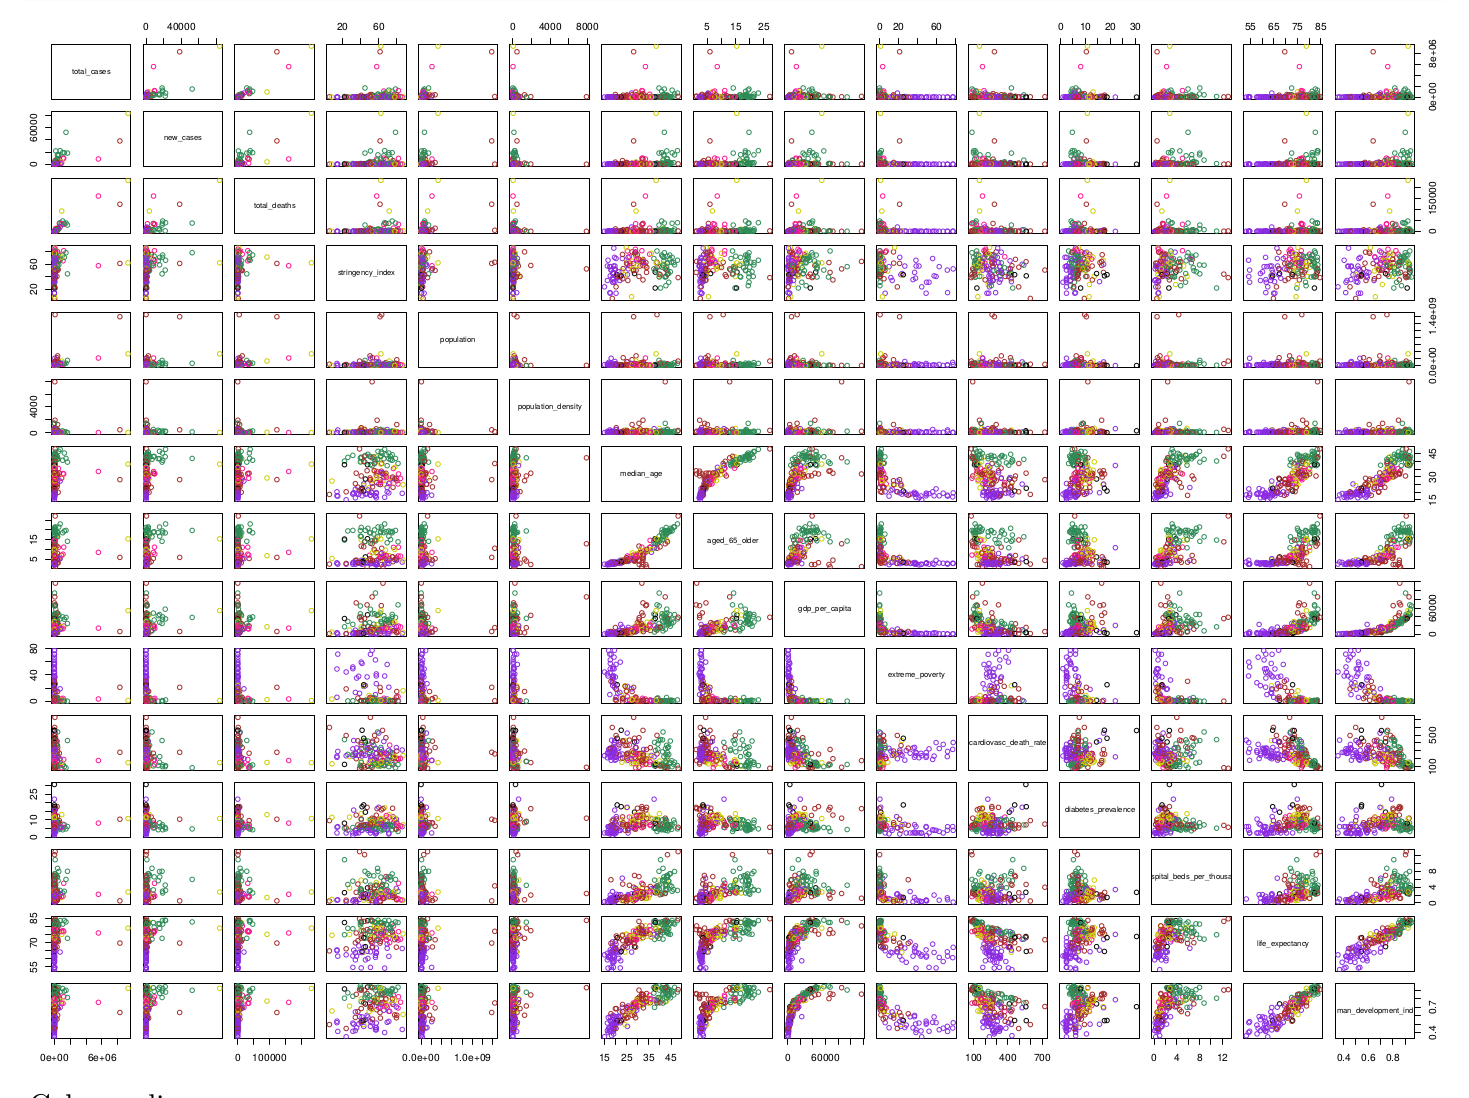 0 40000 20 60 0 4000 8000 5 15 25 0 20 40 60 0 10 20 30 55 65 75 85
total_cases 0e+00 8e+06
0 60000 new_cases
total_deaths 0 150000
20 60 stringency_index
population 0.0e+00 1.4e+09
0 4000 population_density
median_age 15 30 45
5 15 aged_65_older
gdp_per_capita 0 60000
0 40 80 extreme_poverty
cardiovasc_death_rate 100 500
0 10 25 diabetes_prevalence
spital_beds_per_thousa 0 4 8
55 70 85 life_expectancy
man_development_ind 0.4 0.7
0e+00 6e+06 0 100000 0.0e+00 1.0e+09 15 25 35 45 0 60000 100 400 700 0 4 8 12 0.4 0.6 0.8